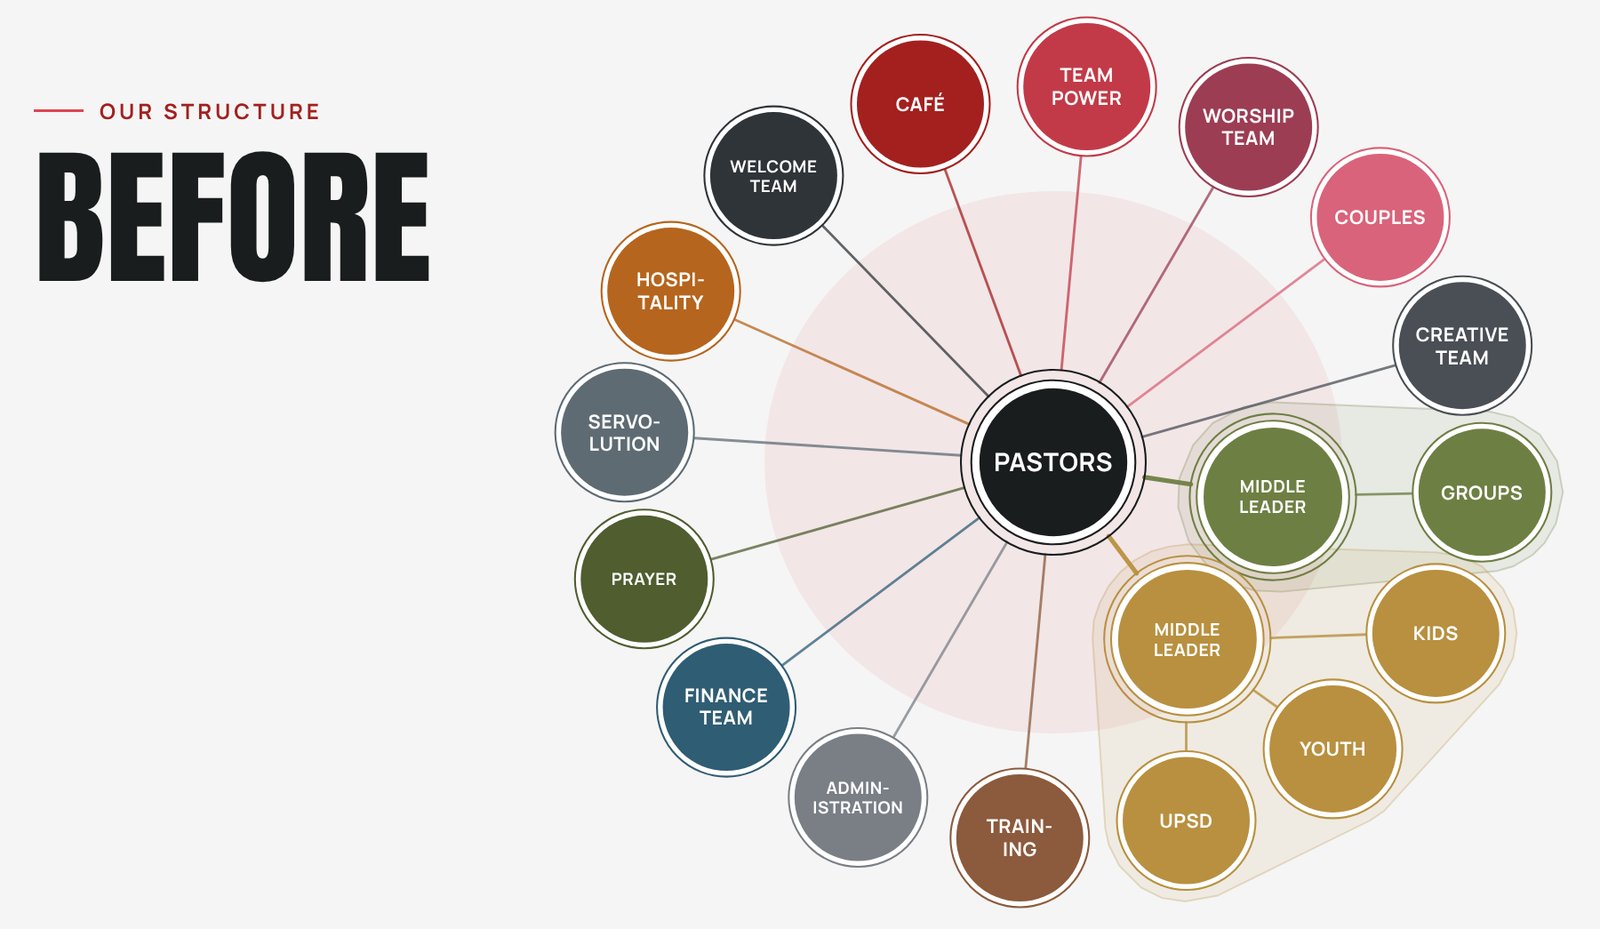 OUR STRUCTURE
BEFORE
CAFÉ
TEAM
POWER
WORSHIP
TEAM
WELCOME
TEAM
COUPLES
HOSPI-
TALITY
CREATIVE
TEAM
SERVO-
LUTION
PASTORS
MIDDLE
LEADER
GROUPS
PRAYER
MIDDLE
LEADER
KIDS
FINANCE
TEAM
YOUTH
ADMIN-
ISTRATION
TRAIN-
ING
UPSD